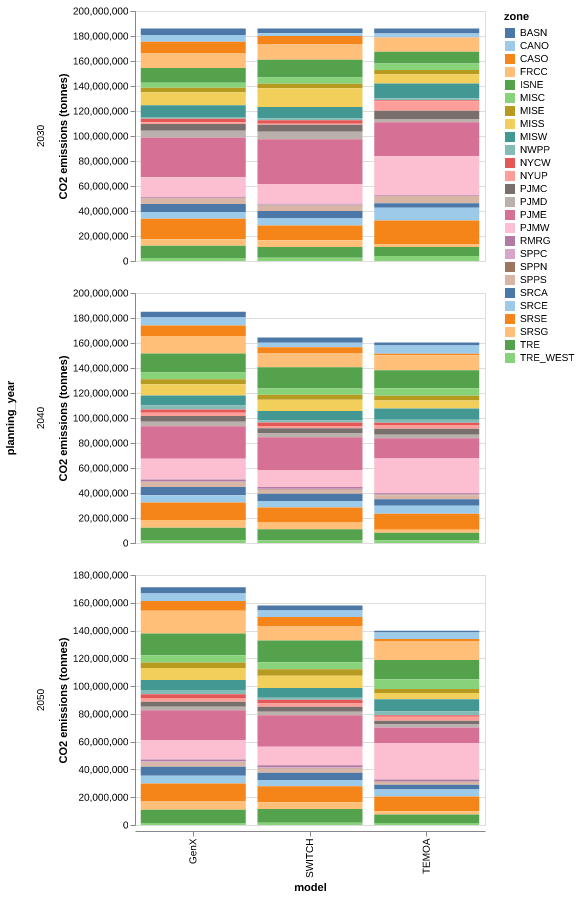 zone
BASN
CANO
CASO
FRCC
ISNE
MISC
MISE
MISS
MISW
NWPP
NYCW
NYUP
PJMC
PJMD
PJME
PJMW
RMRG
SPPC
SPPN
SPPS
SRCA
SRCE
SRSE
SRSG
TRE
TRE_WEST
planning_year
2030
CO2 emissions (tonnes)
200,000,000
180,000,000
160,000,000
140,000,000
120,000,000
100,000,000
80,000,000
60,000,000
40,000,000
20,000,000
0
2040
CO2 emissions (tonnes)
200,000,000
180,000,000
160,000,000
140,000,000
120,000,000
100,000,000
80,000,000
60,000,000
40,000,000
20,000,000
0
2050
CO2 emissions (tonnes)
180,000,000
160,000,000
140,000,000
120,000,000
100,000,000
80,000,000
60,000,000
40,000,000
20,000,000
0
GenX
SWITCH
TEMOA
model